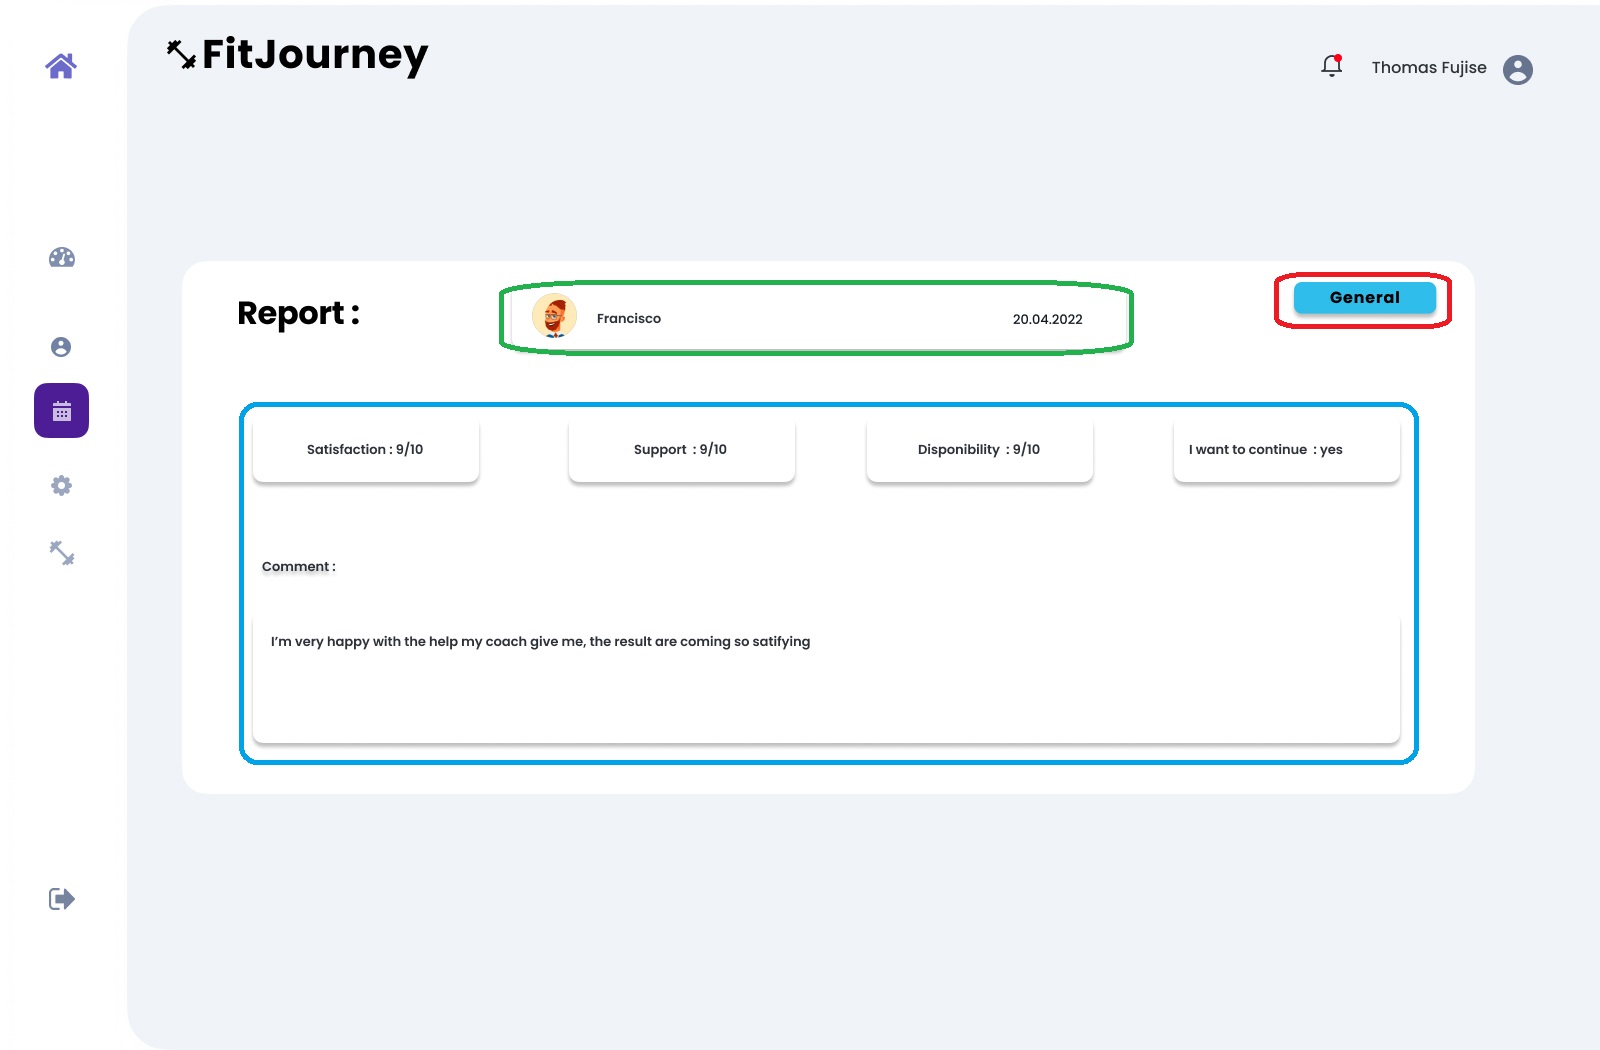 FitJourney
Thomas Fujise
Report :
Francisco
20.04.2022
General
Satisfaction : 9/10
Support : 9/10
Disponibility : 9/10
I want to continue : yes
Comment :
I’m very happy with the help my coach give me, the result are coming so satifying